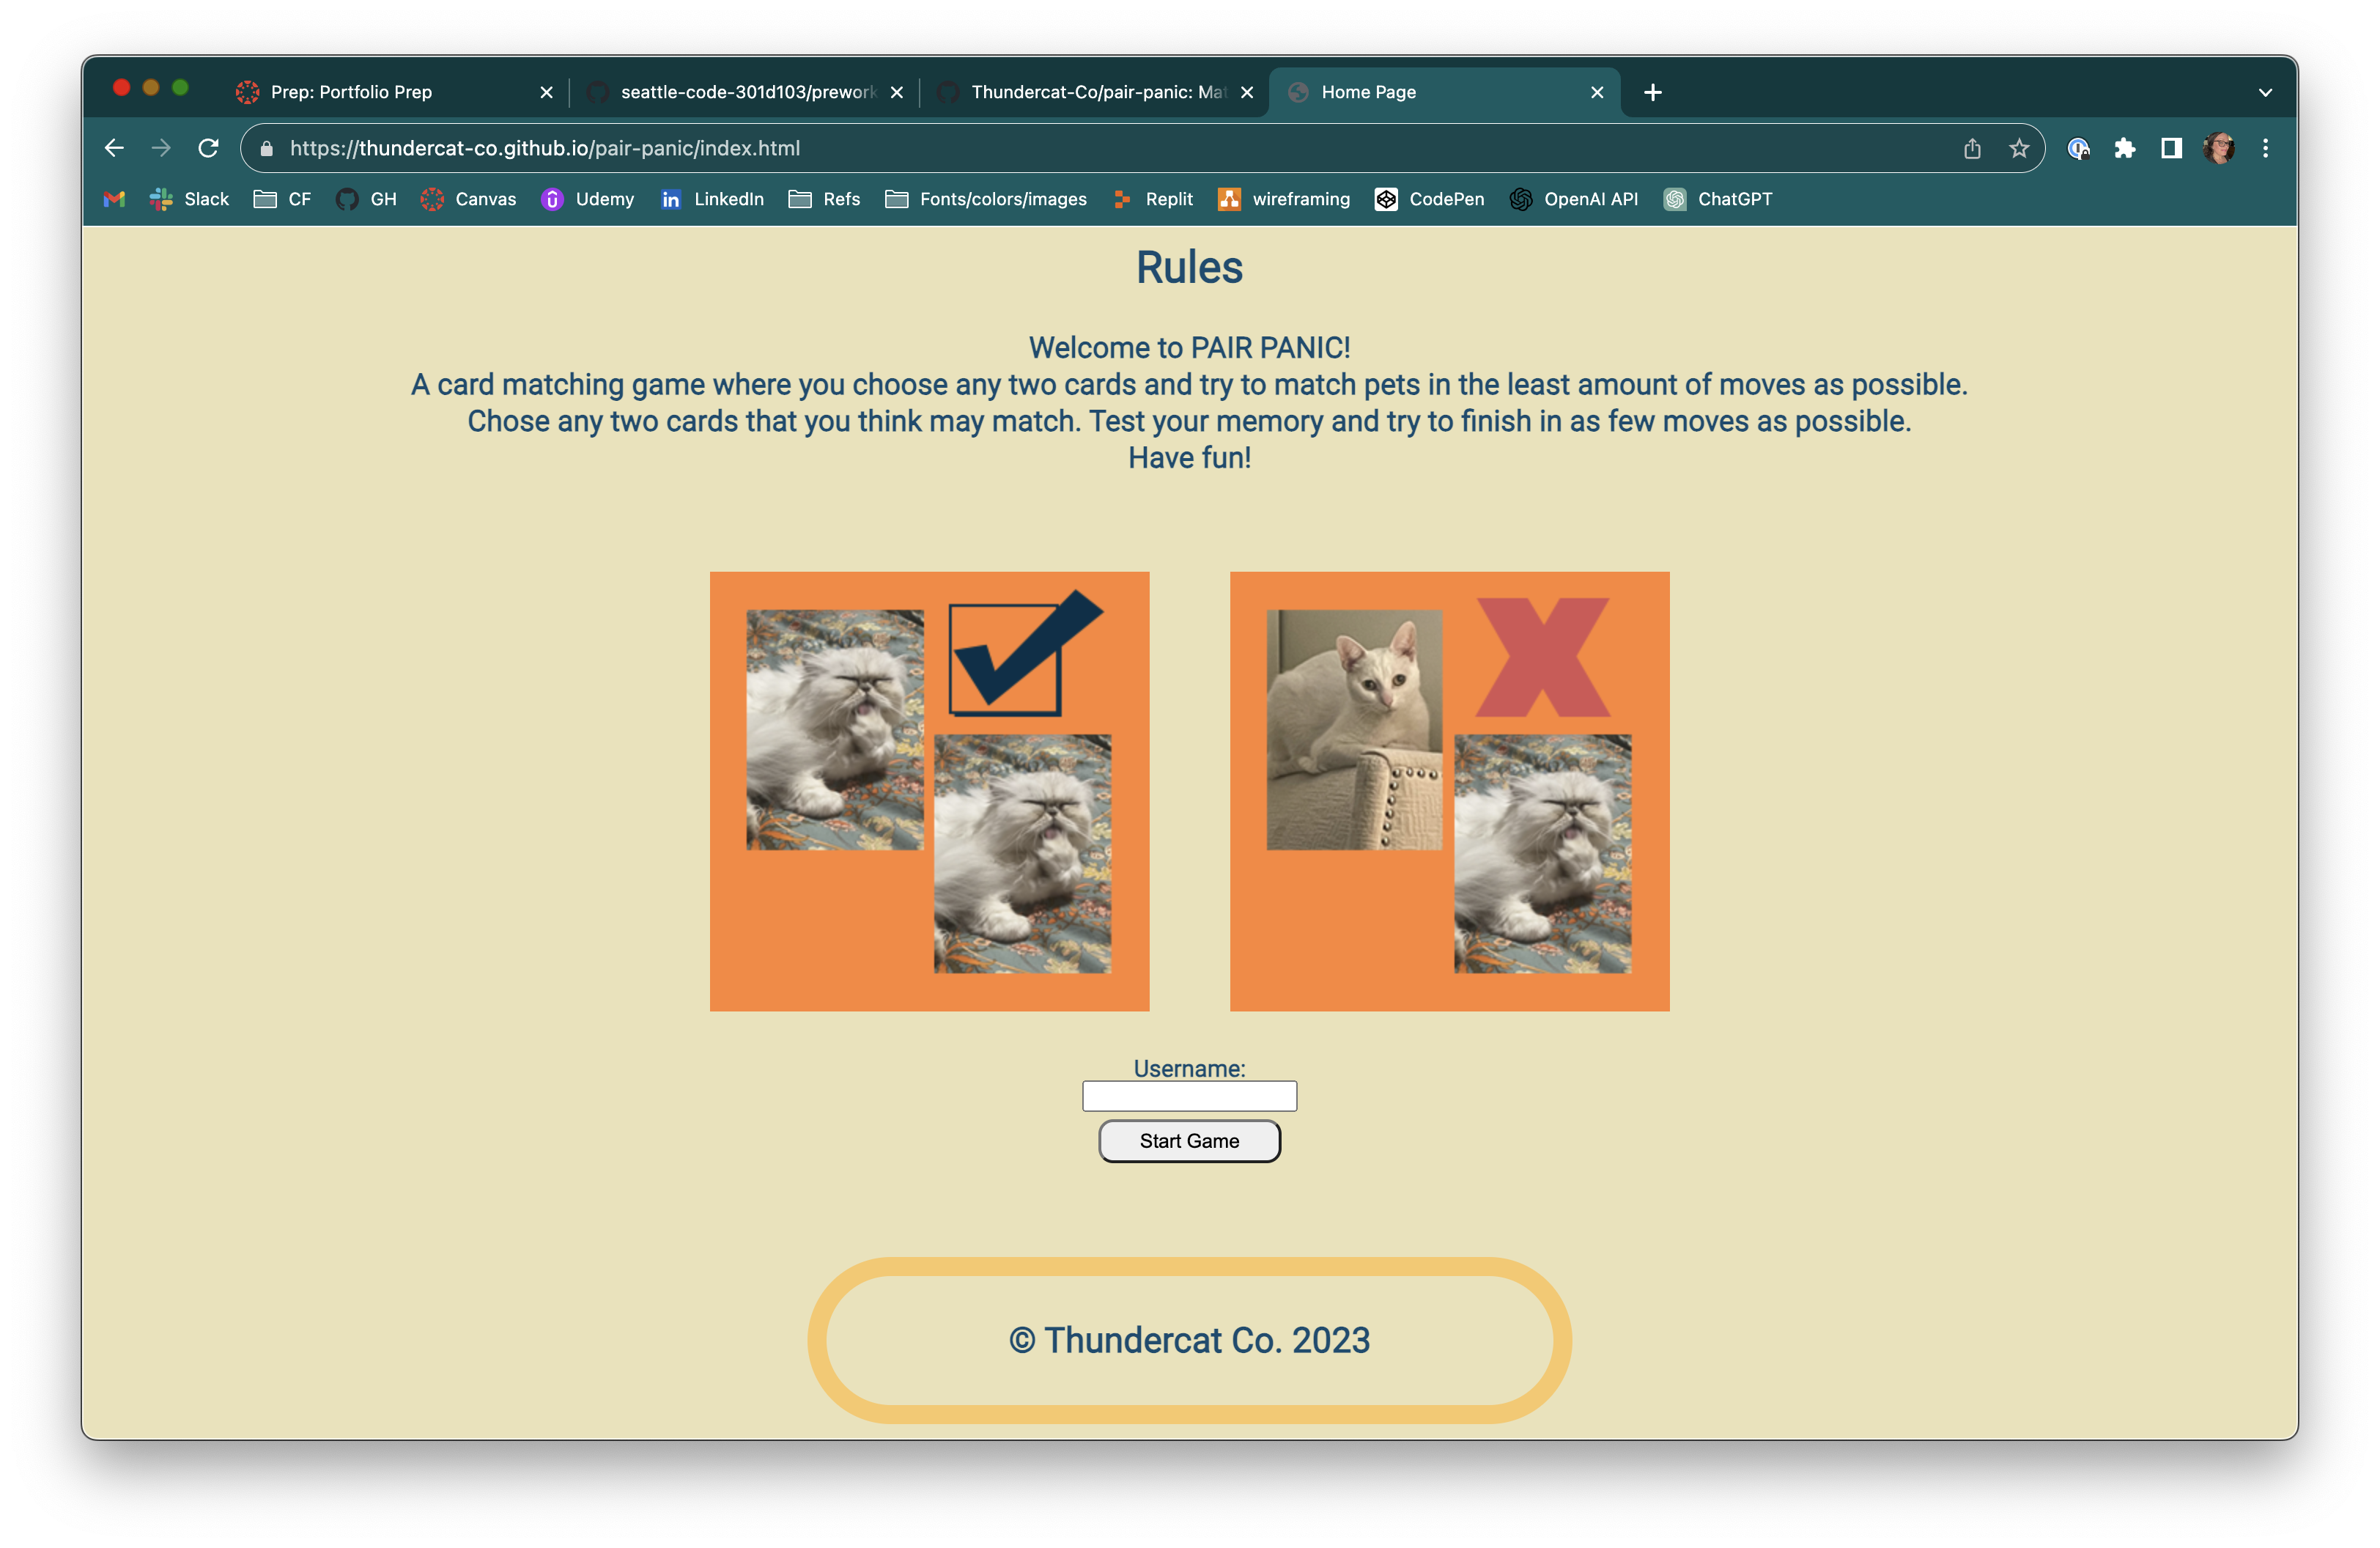 Prep: Portfolio Prep
seattle-code-301d103/prework
Thundercat-Co/pair-panic: Mat
Home Page
https://thundercat-co.github.io/pair-panic/index.html
Slack
CF
GH
Canvas
Udemy
LinkedIn
Refs
Fonts/colors/images
Replit
wireframing
CodePen
OpenAI API
ChatGPT
Rules
Welcome to PAIR PANIC!
A card matching game where you choose any two cards and try to match pets in the least amount of moves as possible.
Chose any two cards that you think may match. Test your memory and try to finish in as few moves as possible.
Have fun!
Username:
Start Game
© Thundercat Co. 2023